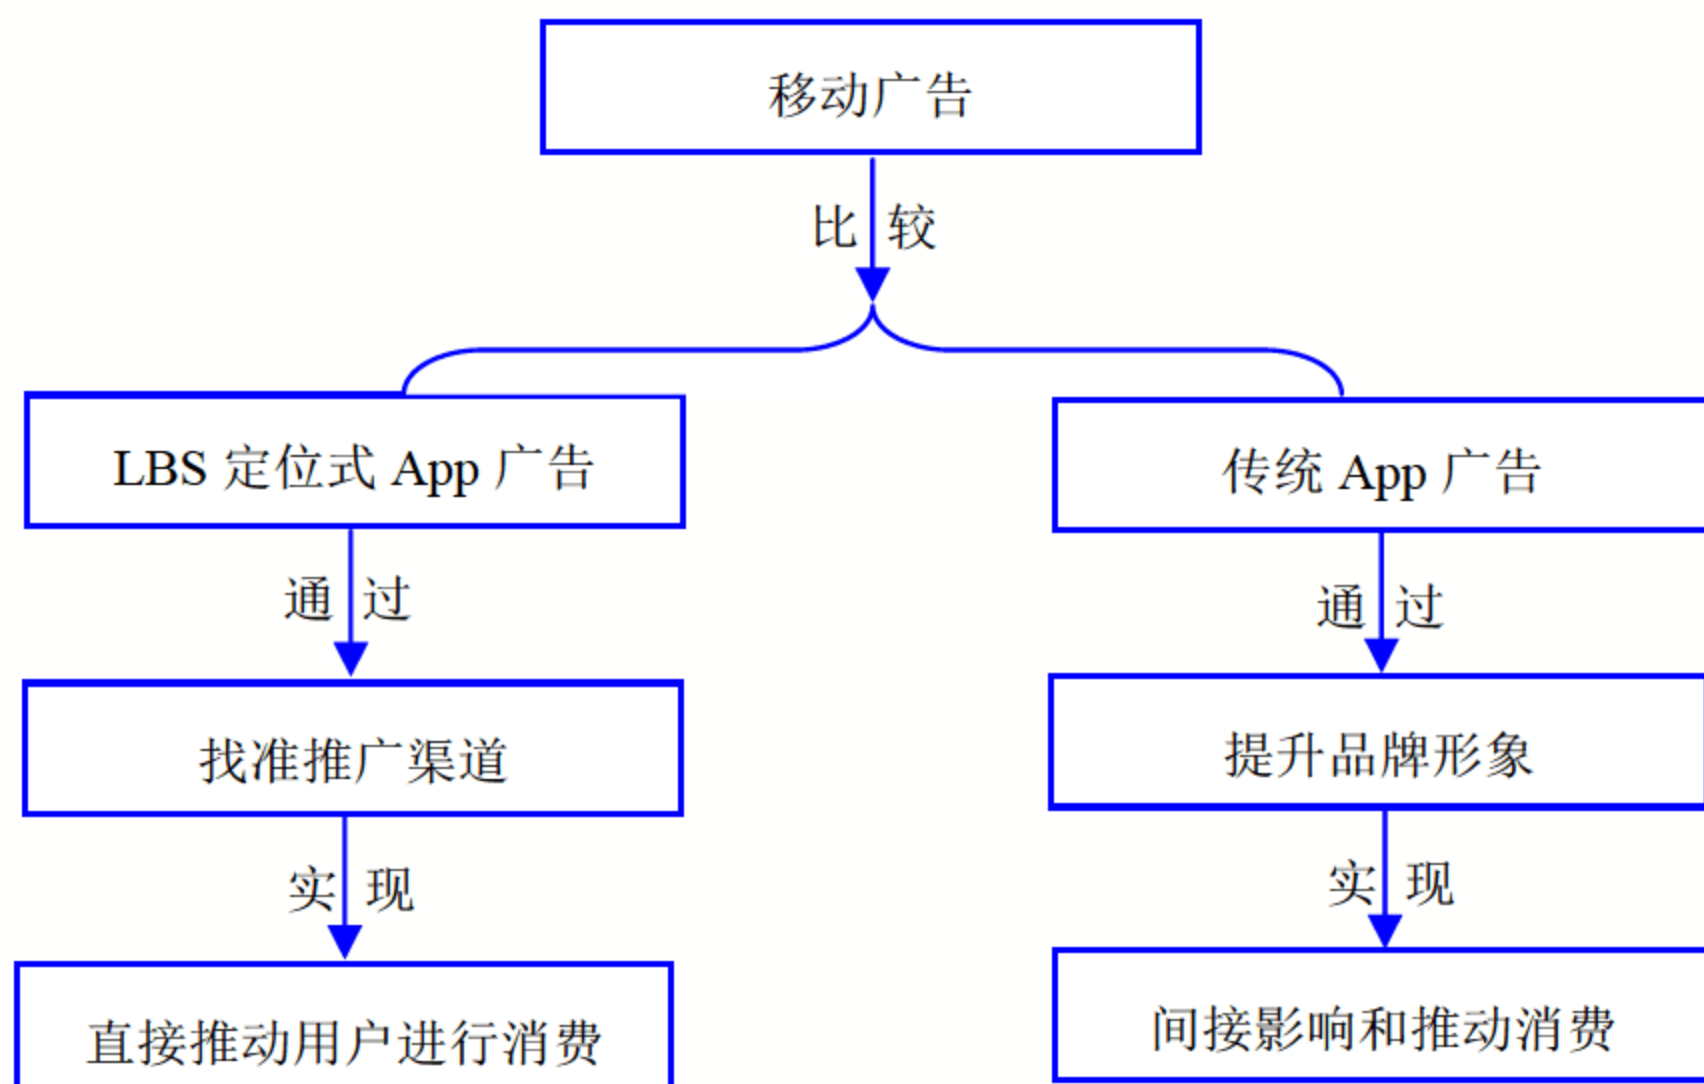 移动广告
比较
LBS 定位式 App 广告
传统 App 广告
通过
通过
找准推广渠道
提升品牌形象
实现
实现
直接推动用户进行消费
间接影响和推动消费